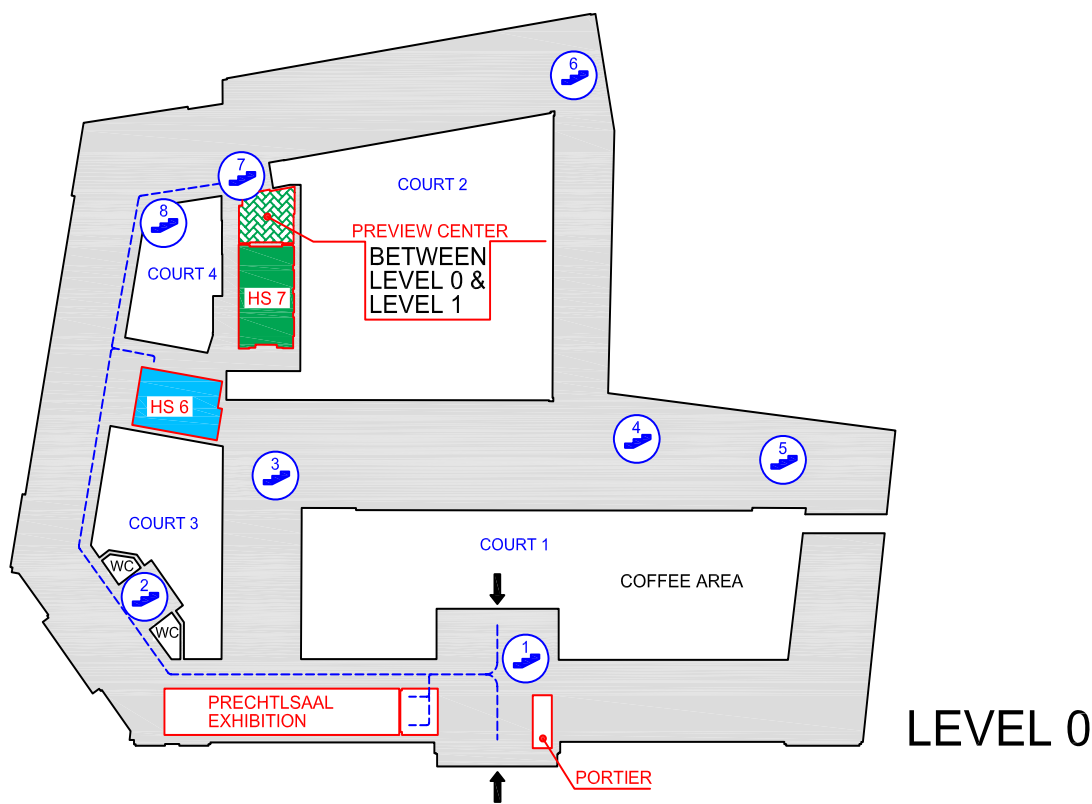 6
7
COURT 2
8
PREVIEW CENTER
BETWEEN
LEVEL 0 &
LEVEL 1
COURT 4
HS 7
HS 6
4
5
3
COURT 3
COURT 1
WC
COFFEE AREA
2
WC
1
PRECHTLSAAL
EXHIBITION
LEVEL 0
PORTIER